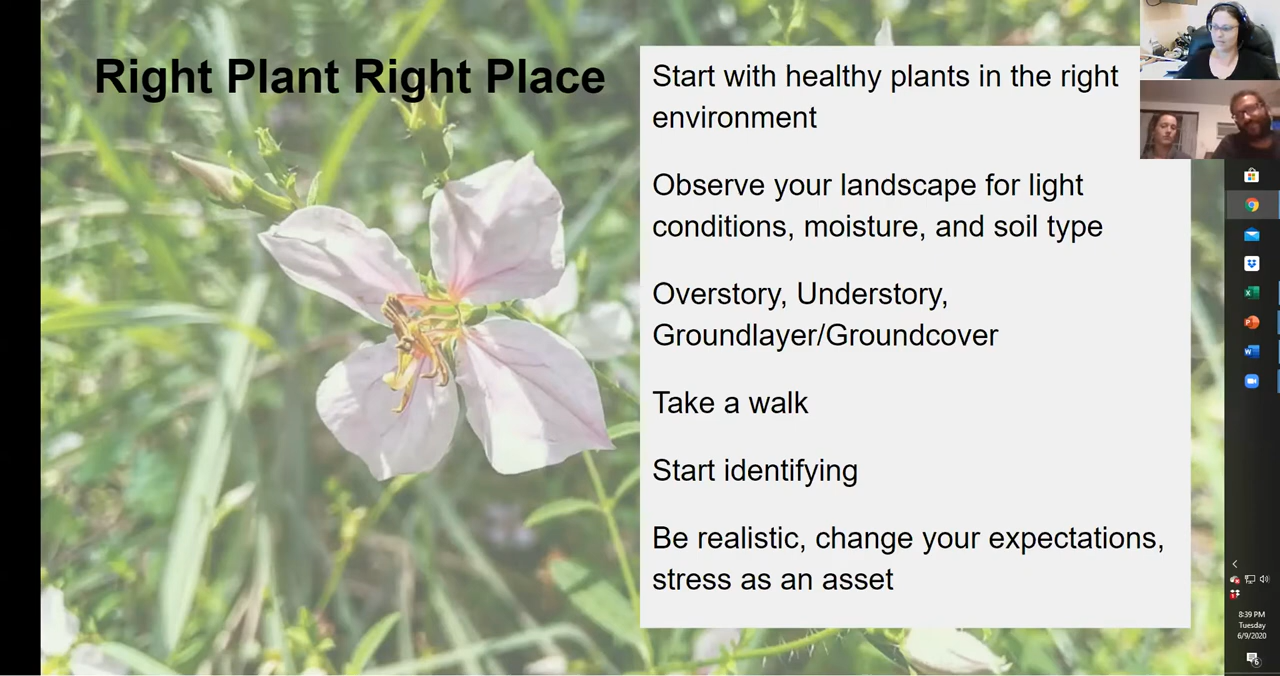 Right Plant Right Place
Start with healthy plants in the right
environment
Observe your landscape for light
conditions, moisture, and soil type
Overstory, Understory,
Groundlayer/Groundcover
Take a walk
Start identifying
Be realistic, change your expectations,
stress as an asset
8:39 PM
Tuesday
6/9/2020
6